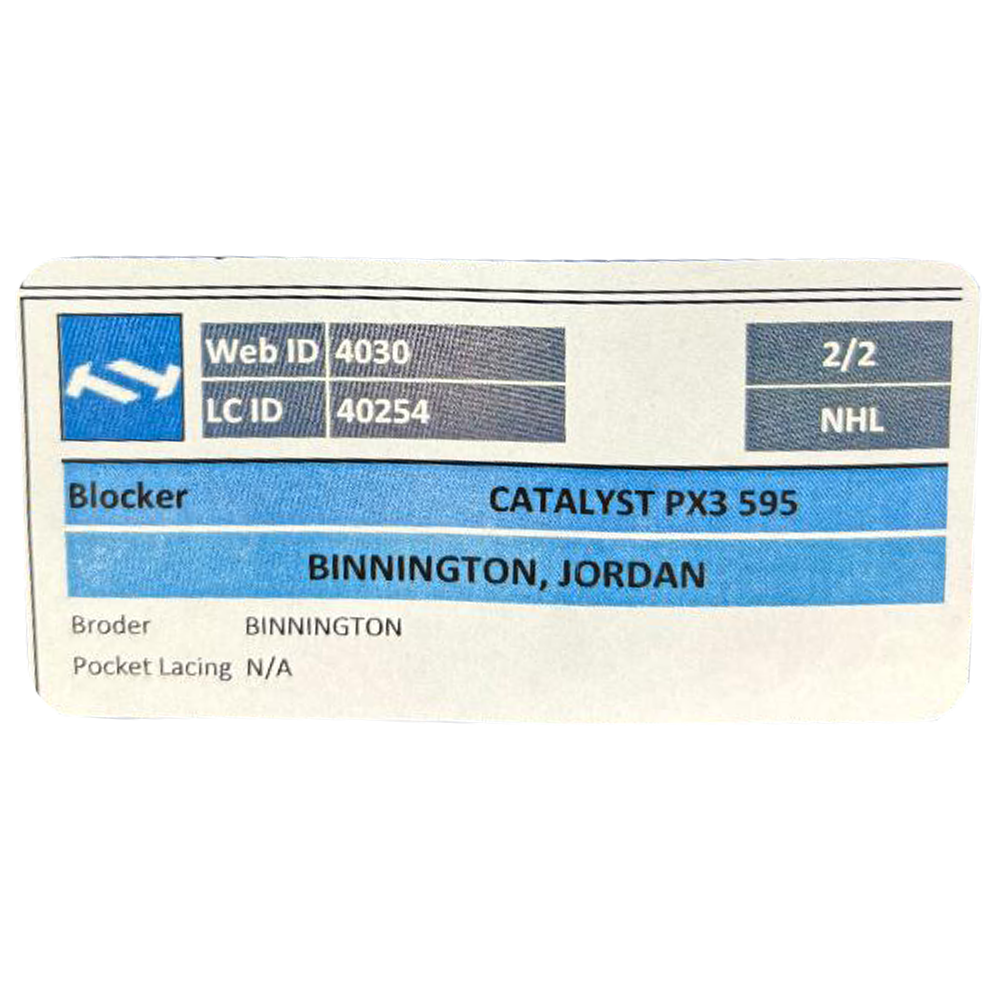 Web ID 4030 2/2
LC ID 40254 NHL
Blocker CATALYST PX3 595
BINNINGTON, JORDAN
Broder BINNINGTON
Pocket Lacing N/A